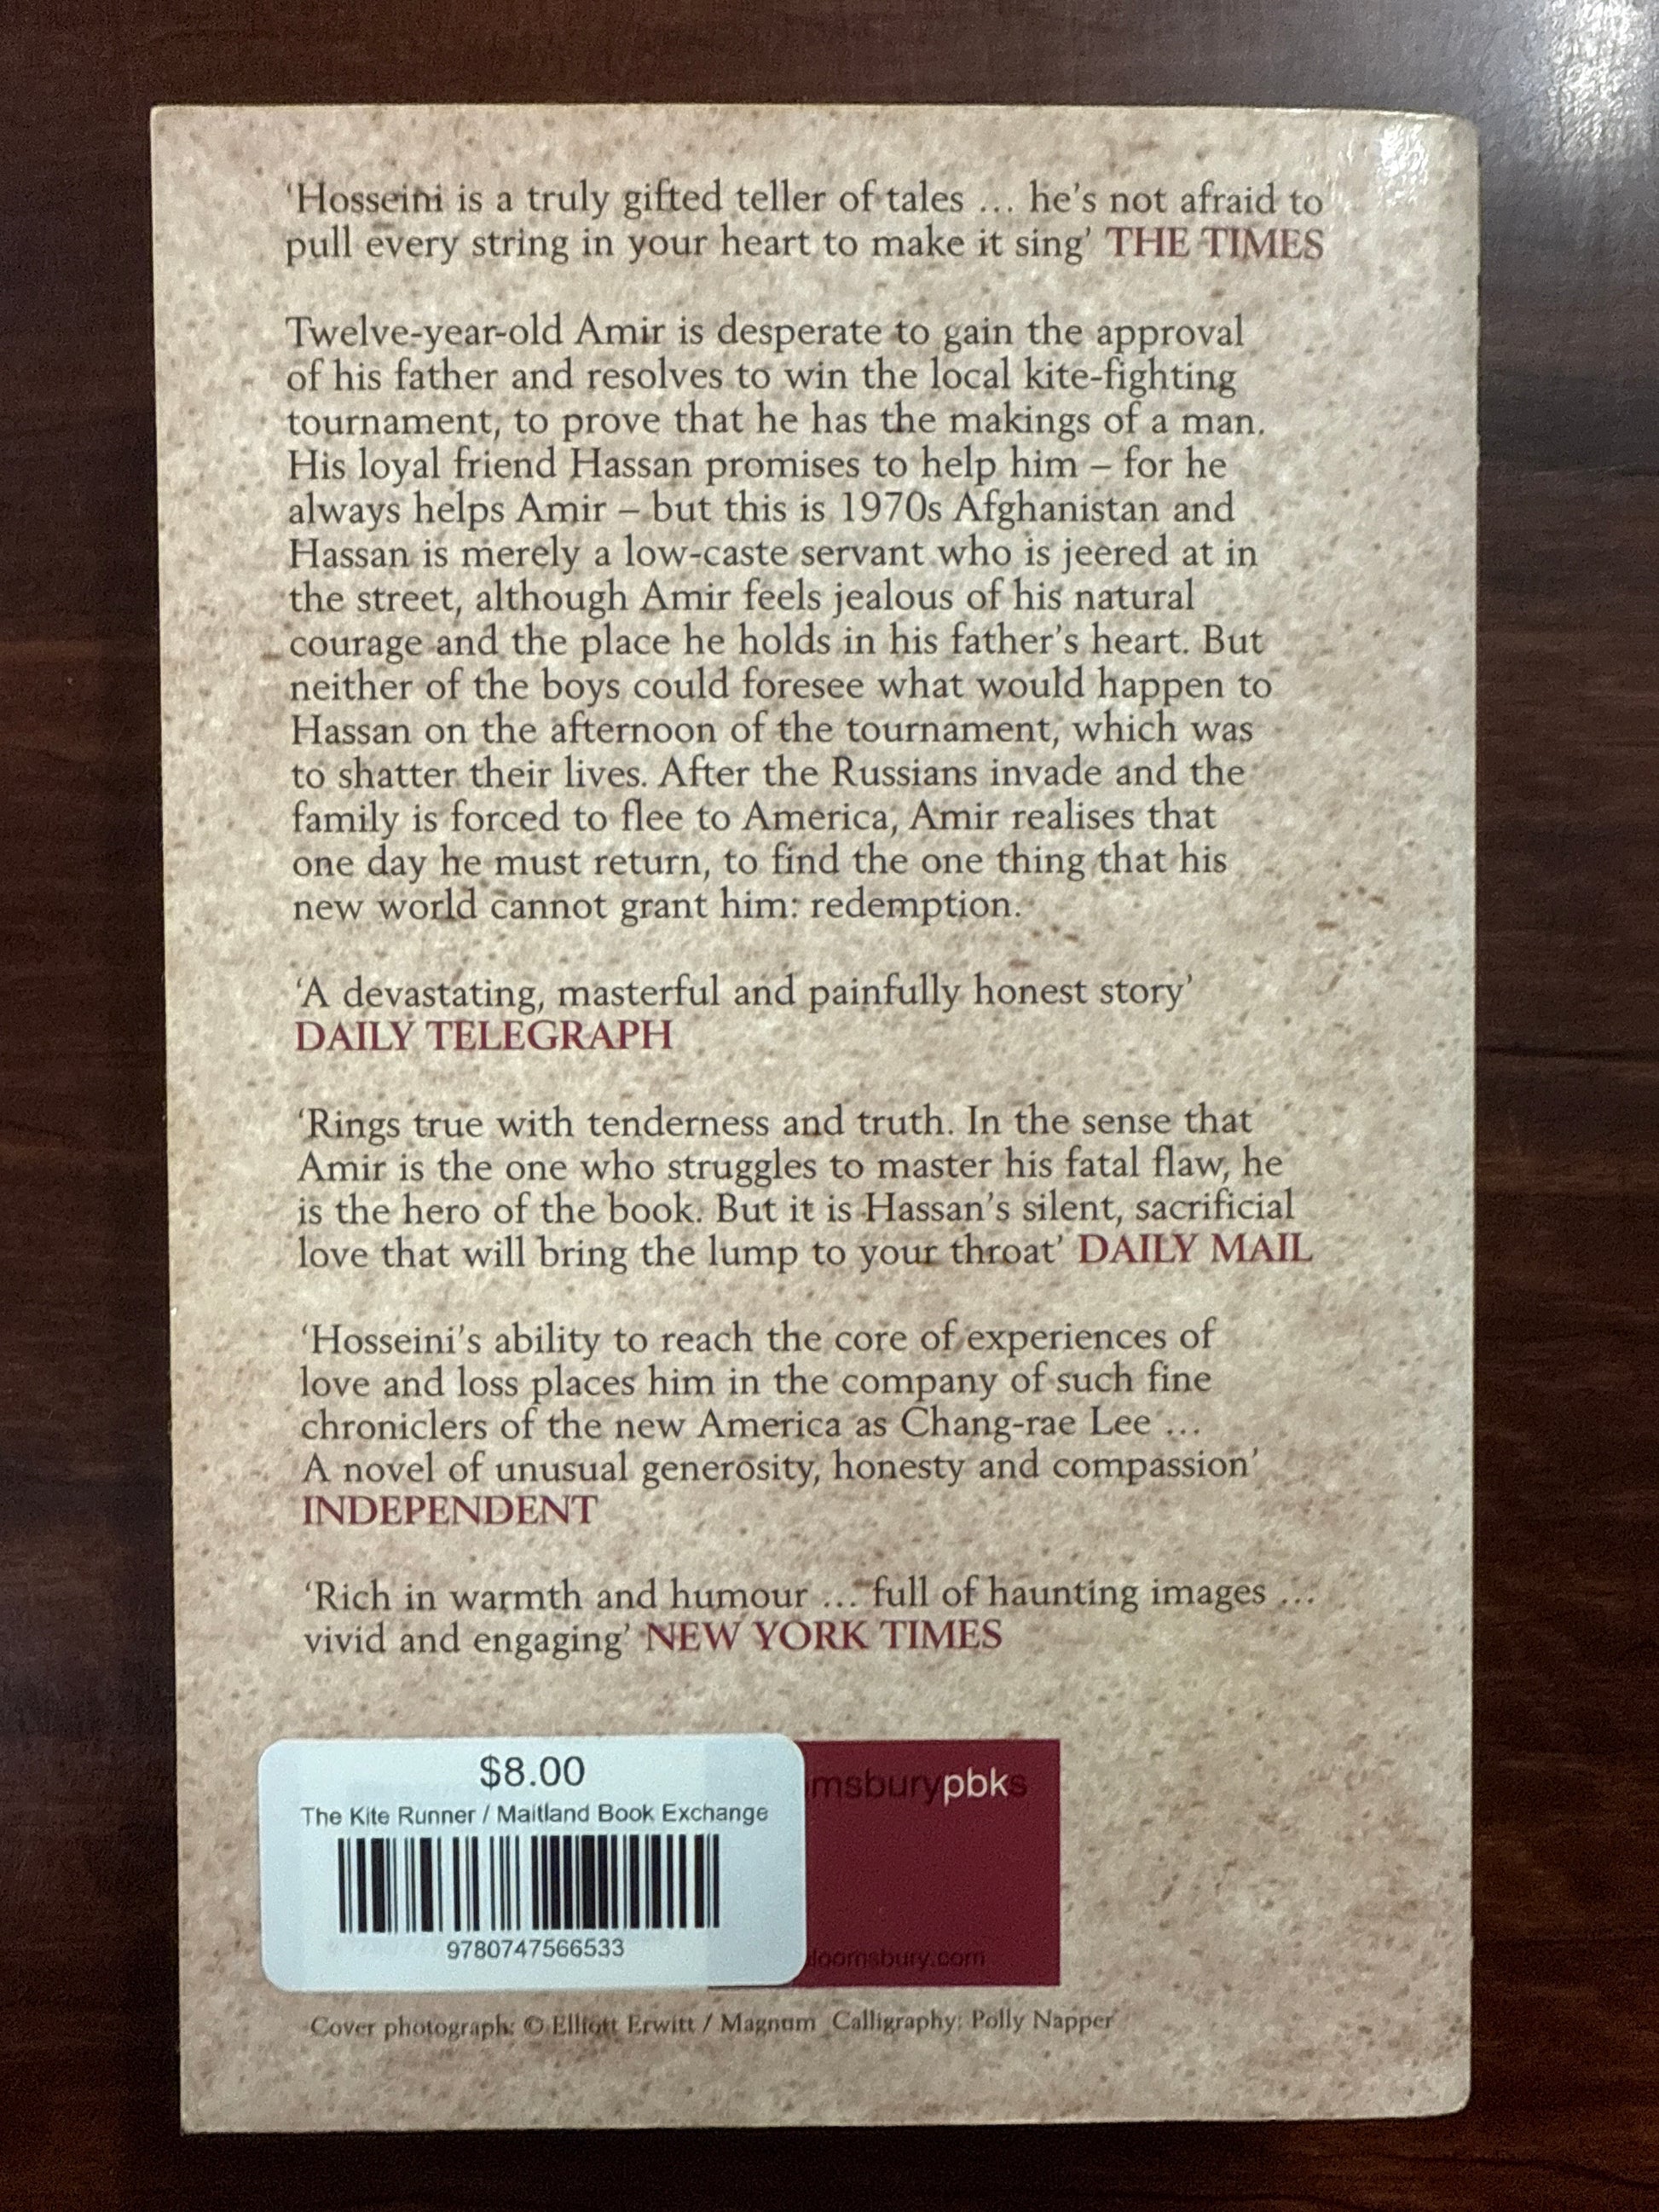 ‘Hosseini is a truly gifted teller of tales ... he’s not afraid to
pull every string in your heart to make it sing’ THE TIMES
Twelve-year-old Amir is desperate to gain the approval
of his father and resolves to win the local kite-fighting
tournament, to prove that he has the makings of a man.
His loyal friend Hassan promises to help him – for he
always helps Amir – but this is 1970s Afghanistan and
Hassan is merely a low-caste servant who is jeered at in
the street, although Amir feels jealous of his natural
courage and the place he holds in his father’s heart. But
neither of the boys could foresee what would happen to
Hassan on the afternoon of the tournament, which was
to shatter their lives. After the Russians invade and the
family is forced to flee to America, Amir realises that
one day he must return, to find the one thing that his
new world cannot grant him: redemption.
‘A devastating, masterful and painfully honest story’
DAILY TELEGRAPH
‘Rings true with tenderness and truth. In the sense that
Amir is the one who struggles to master his fatal flaw, he
is the hero of the book. But it is Hassan’s silent, sacrificial
love that will bring the lump to your throat’ DAILY MAIL
‘Hosseini’s ability to reach the core of experiences of
love and loss places him in the company of such fine
chroniclers of the new America as Chang-rae Lee ...
A novel of unusual generosity, honesty and compassion’
INDEPENDENT
‘Rich in warmth and humour ... full of haunting images ...
vivid and engaging’ NEW YORK TIMES
$8.00
The Kite Runner / Maitland Book Exchange
9780747566533
msburypbks
loomsbury.com
Cover photograph: © Elliott Erwitt / Magnum Calligraphy: Polly Napper